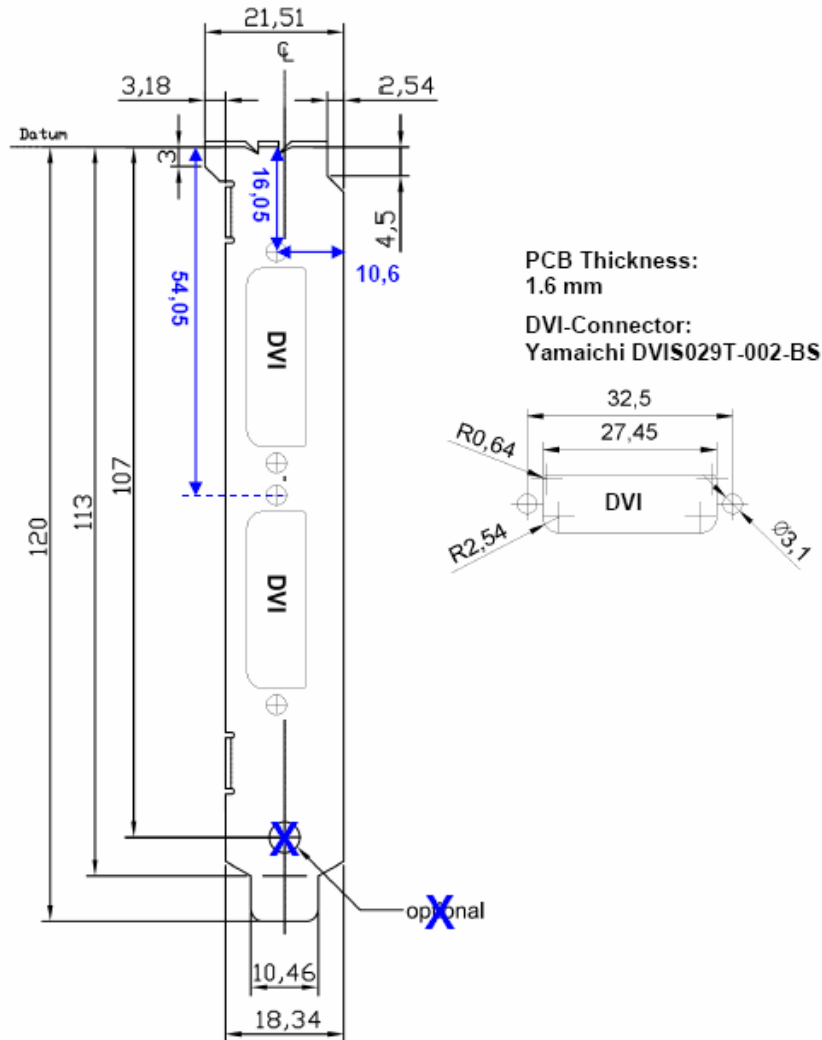 21,51
℄
3,18
2,54
Datum
3
16,05
4,5
10,6
54,05
DVI
107
113
120
DVI
PCB Thickness:
1.6 mm
DVI-Connector:
Yamaichi DVIS029T-002-BS
32,5
27,45
R0,64
DVI
R2,54
Ø3,1
X
optional
X
10,46
18,34